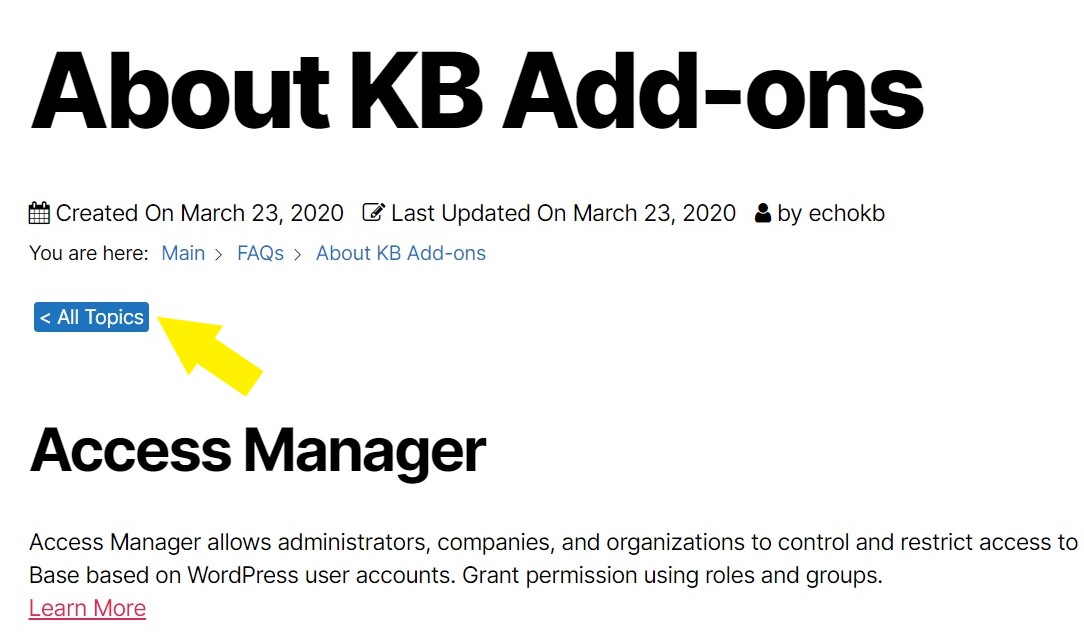 About KB Add-ons
Created On March 23, 2020 Last Updated On March 23, 2020 by echokb
You are here: Main > FAQs > About KB Add-ons
< All Topics
Access Manager
Access Manager allows administrators, companies, and organizations to control and restrict access to
Base based on WordPress user accounts. Grant permission using roles and groups.
Learn More